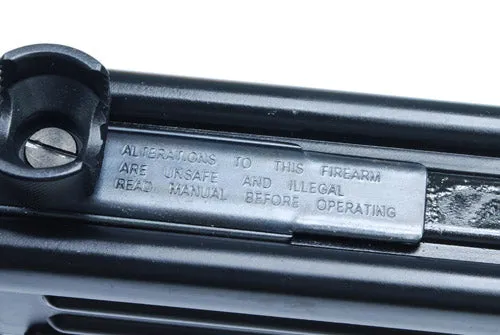 ALTERATIONS TO THIS FIREARM
ARE UNSAFE AND ILLEGAL
READ MANUAL BEFORE OPERATING